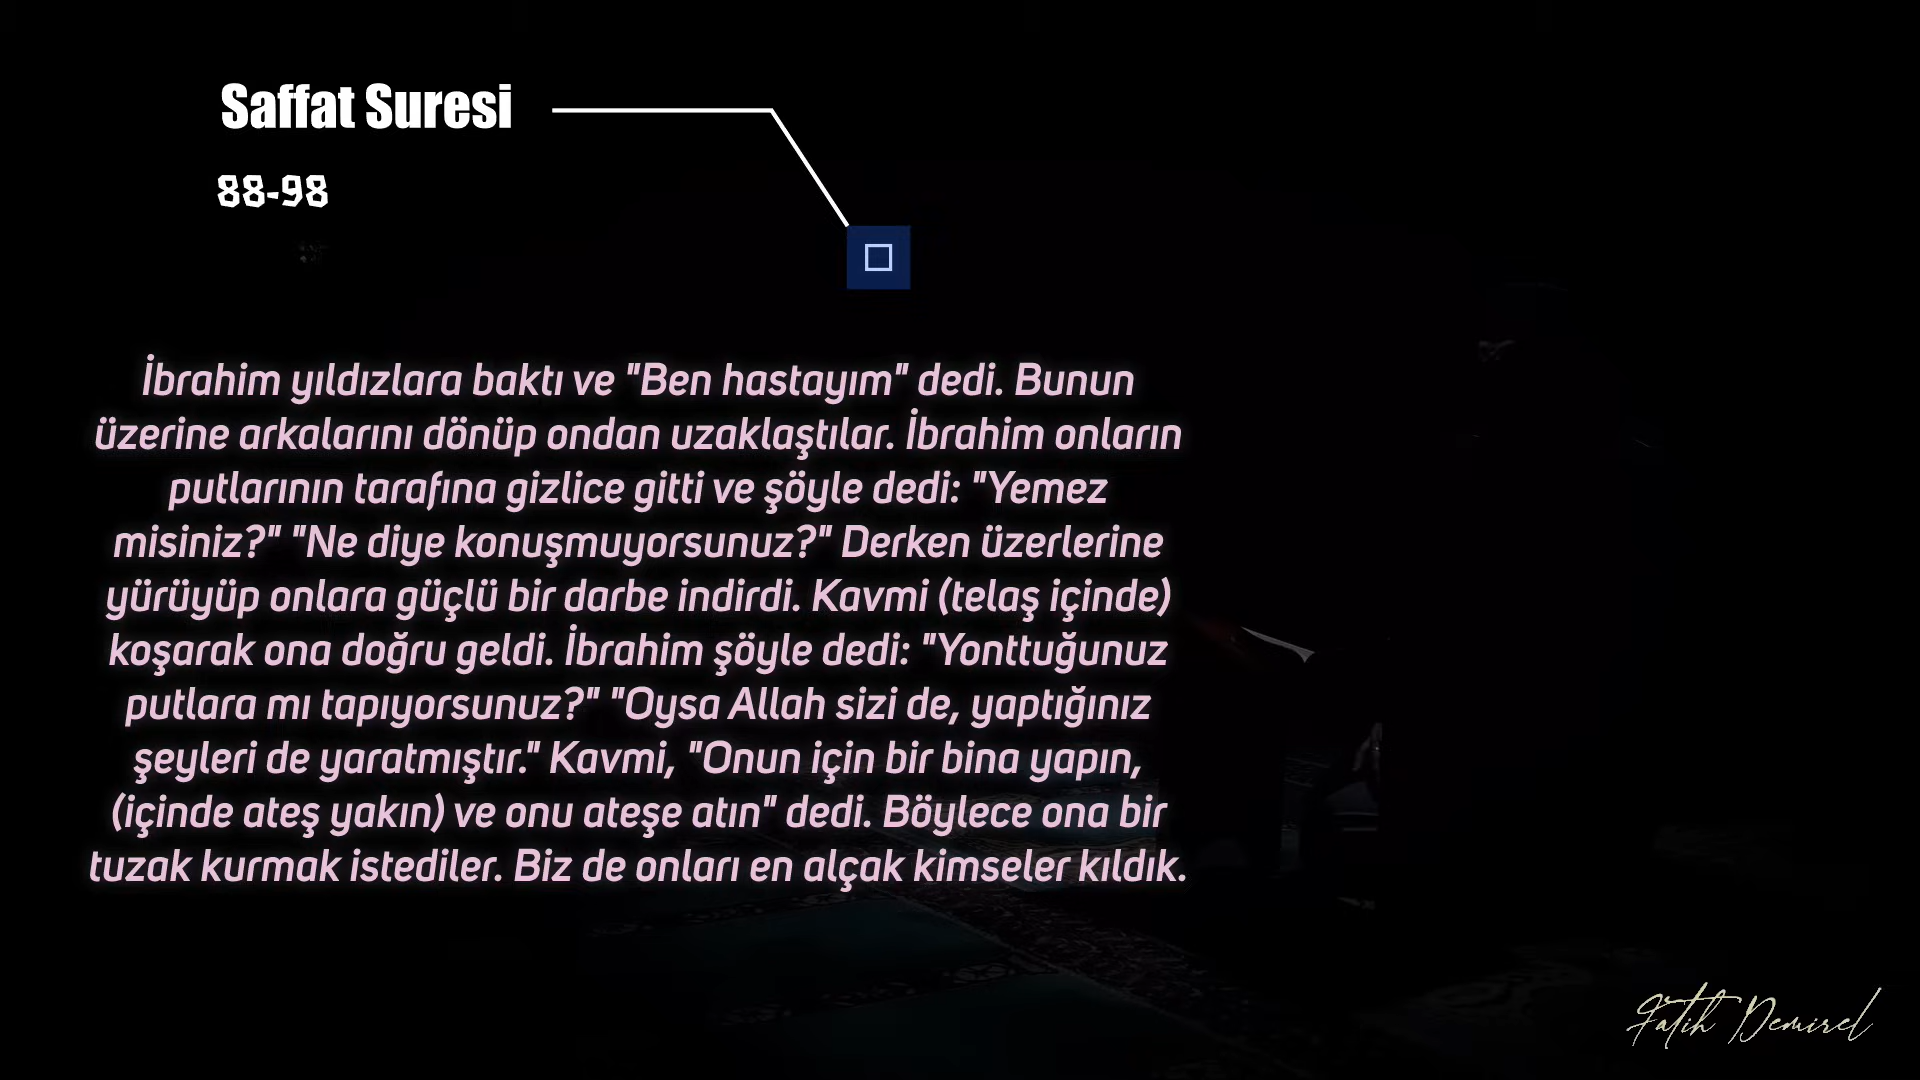 Saffat Suresi
88-98
İbrahim yıldızlara baktı ve "Ben hastayım" dedi. Bunun
üzerine arkalarını dönüp ondan uzaklaştılar. İbrahim onların
putlarının tarafına gizlice gitti ve şöyle dedi: "Yemez
misiniz?" "Ne diye konuşmuyorsunuz?" Derken üzerlerine
yürüyüp onlara güçlü bir darbe indirdi. Kavmi (telaş içinde)
koşarak ona doğru geldi. İbrahim şöyle dedi: "Yonttuğunuz
putlara mı tapıyorsunuz?" "Oysa Allah sizi de, yaptığınız
şeyleri de yaratmıştır." Kavmi, "Onun için bir bina yapın,
(içinde ateş yakın) ve onu ateşe atın" dedi. Böylece ona bir
tuzak kurmak istediler. Biz de onları en alçak kimseler kıldık.
Fatih Demirel